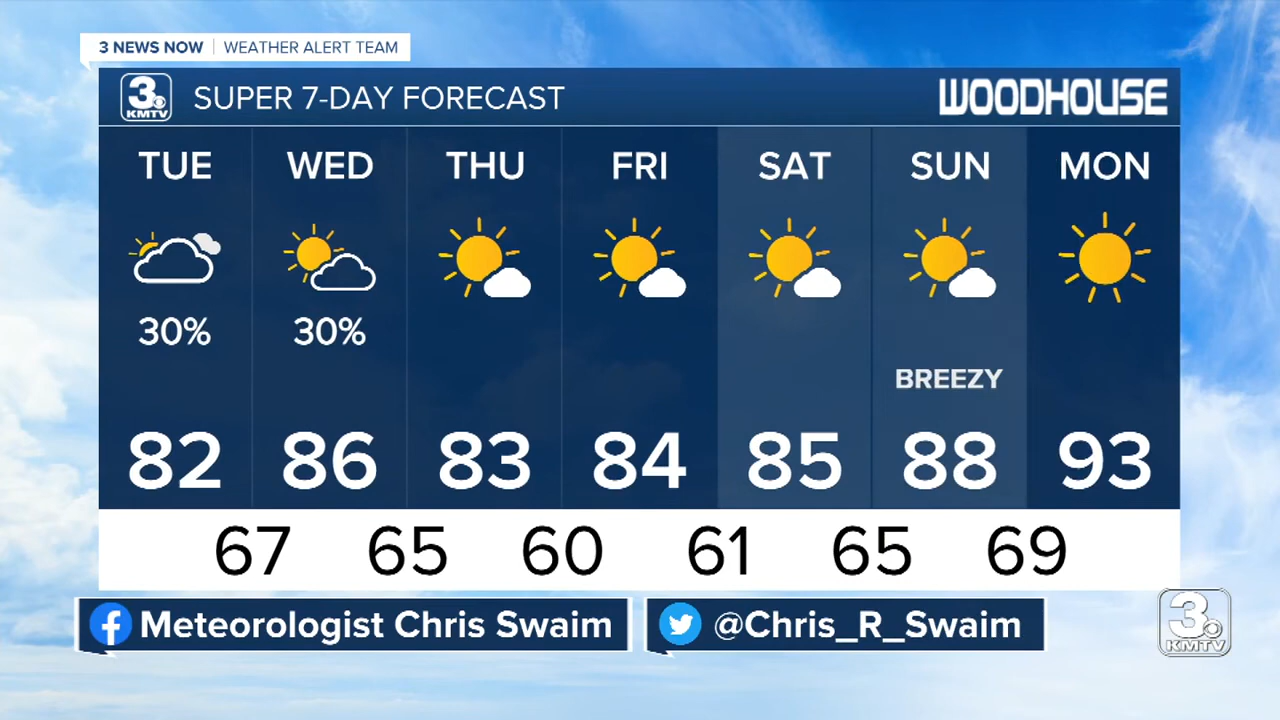 3 NEWS NOW | WEATHER ALERT TEAM
3 KMTV SUPER 7-DAY FORECAST WOODHOUSE
TUE WED THU FRI SAT SUN MON
30% 30%
BREEZY
82 86 83 84 85 88 93
67 65 60 61 65 69
Meteorologist Chris Swaim @Chris_R_Swaim
3 KMTV